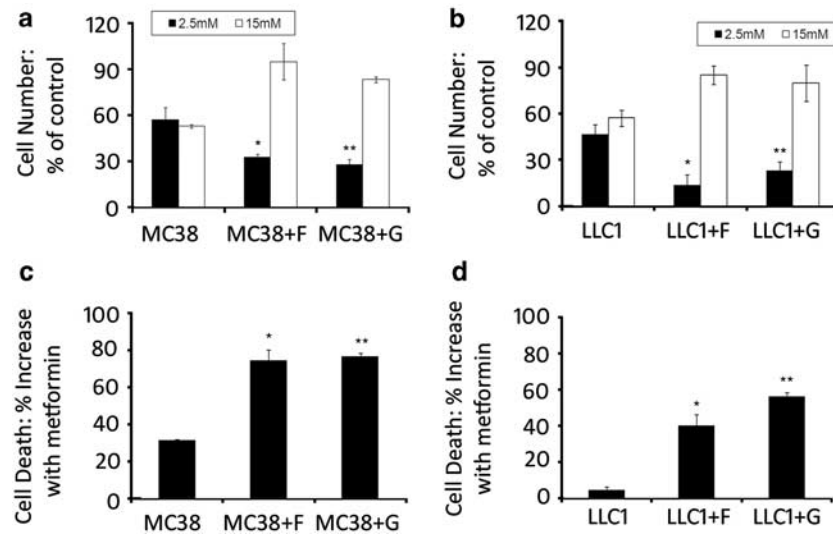 a
2.5mM 15mM
Cell Number:
% of control
120
90
60
30
0
*
**
MC38 MC38+F MC38+G
b
2.5mM 15mM
Cell Number:
% of control
120
90
60
30
0
*
**
LLC1 LLC1+F LLC1+G
c
Cell Death: % Increase
with metformin
100
80
60
40
20
0
*
**
MC38 MC38+F MC38+G
d
Cell Death: % Increase
with metformin
100
80
60
40
20
0
*
**
LLC1 LLC1+F LLC1+G